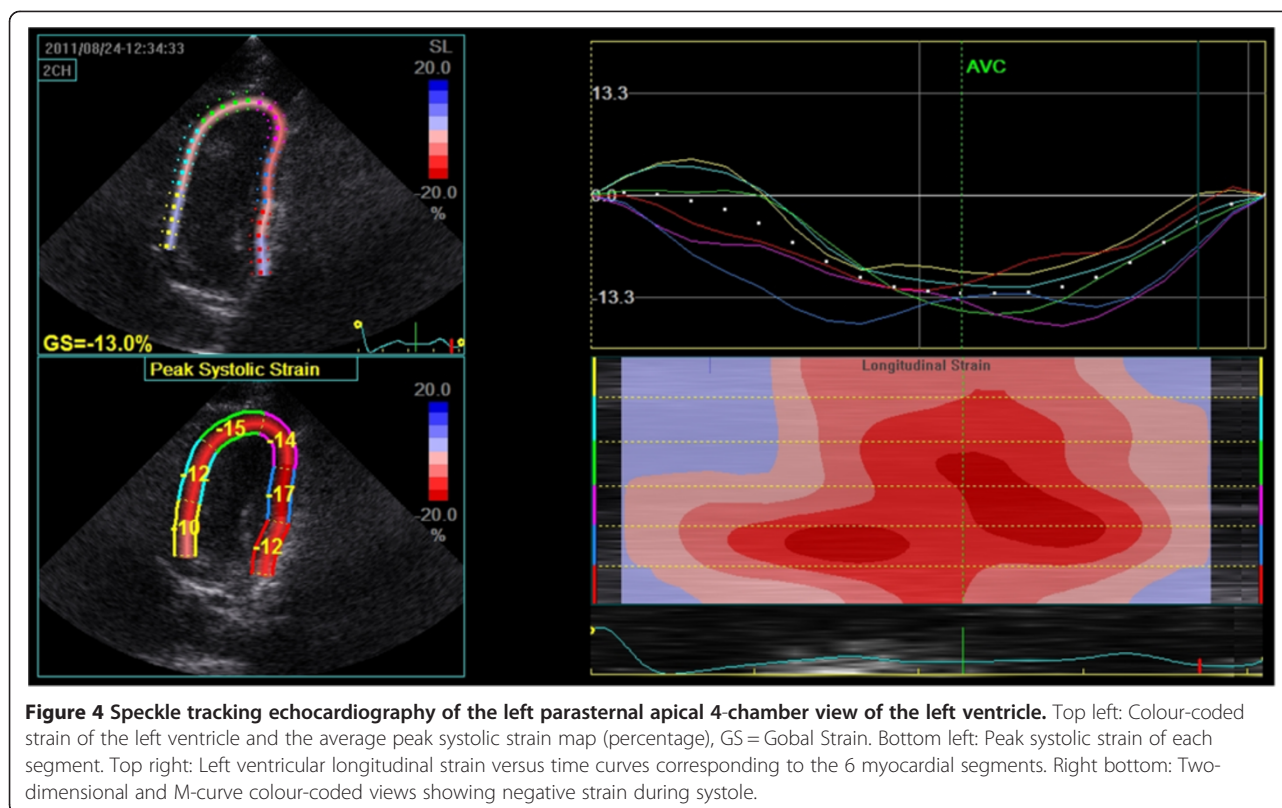 2011/08/24-12:34:33
SL
2CH
20.0
-20.0
%
GS=-13.0%
AVC
13.3
0.0
-13.3
Peak Systolic Strain
20.0
-15
-14
-12
-17
-10
-12
-20.0
%
Longitudinal Strain
Figure 4 Speckle tracking echocardiography of the left parasternal apical 4-chamber view of the left ventricle. Top left: Colour-coded
strain of the left ventricle and the average peak systolic strain map (percentage), GS = Gobal Strain. Bottom left: Peak systolic strain of each
segment. Top right: Left ventricular longitudinal strain versus time curves corresponding to the 6 myocardial segments. Right bottom: Two-
dimensional and M-curve colour-coded views showing negative strain during systole.